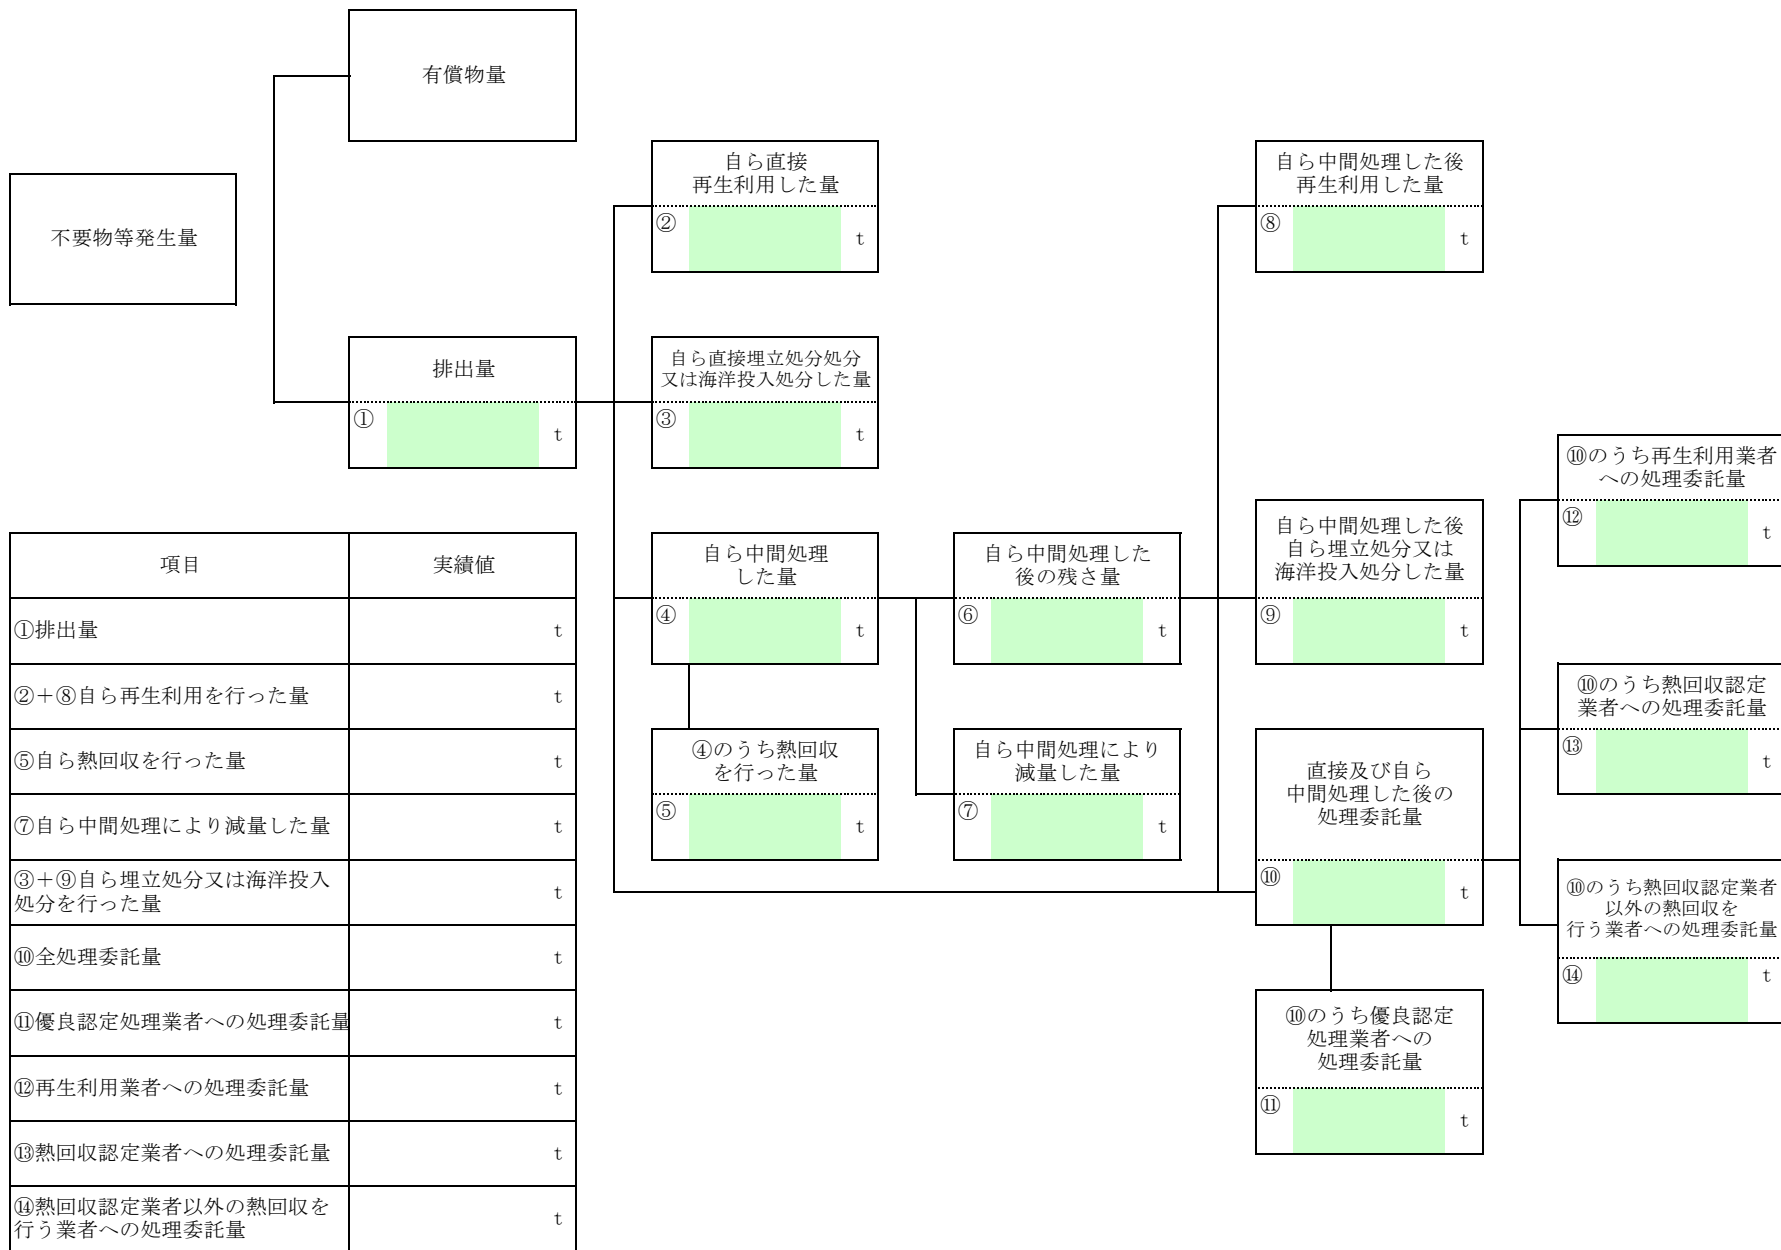 有償物量
不要物等発生量
自ら直接
再生利用した量
②
t
自ら中間処理した後
再生利用した量
⑧
t
排出量
①
t
自ら直接埋立処分処分
又は海洋投入処分した量
③
t
⑩のうち再生利用業者
への処理委託量
⑫
t
自ら中間処理
した量
④
t
自ら中間処理した
後の残さ量
⑥
t
自ら中間処理した後
自ら埋立処分又は
海洋投入処分した量
⑨
t
⑩のうち熱回収認定
業者への処理委託量
⑬
t
④のうち熱回収
を行った量
⑤
t
自ら中間処理により
減量した量
⑦
t
直接及び自ら
中間処理した後の
処理委託量
⑩
t
⑩のうち熱回収認定業者
以外の熱回収を
行う業者への処理委託量
⑭
t
⑩のうち優良認定
処理業者への
処理委託量
⑪
t
項目 実績値
①排出量 t
②+⑧自ら再生利用を行った量 t
⑤自ら熱回収を行った量 t
⑦自ら中間処理により減量した量 t
③+⑨自ら埋立処分又は海洋投入
処分を行った量 t
⑩全処理委託量 t
⑪優良認定処理業者への処理委託量 t
⑫再生利用業者への処理委託量 t
⑬熱回収認定業者への処理委託量 t
⑭熱回収認定業者以外の熱回収を
行う業者への処理委託量 t